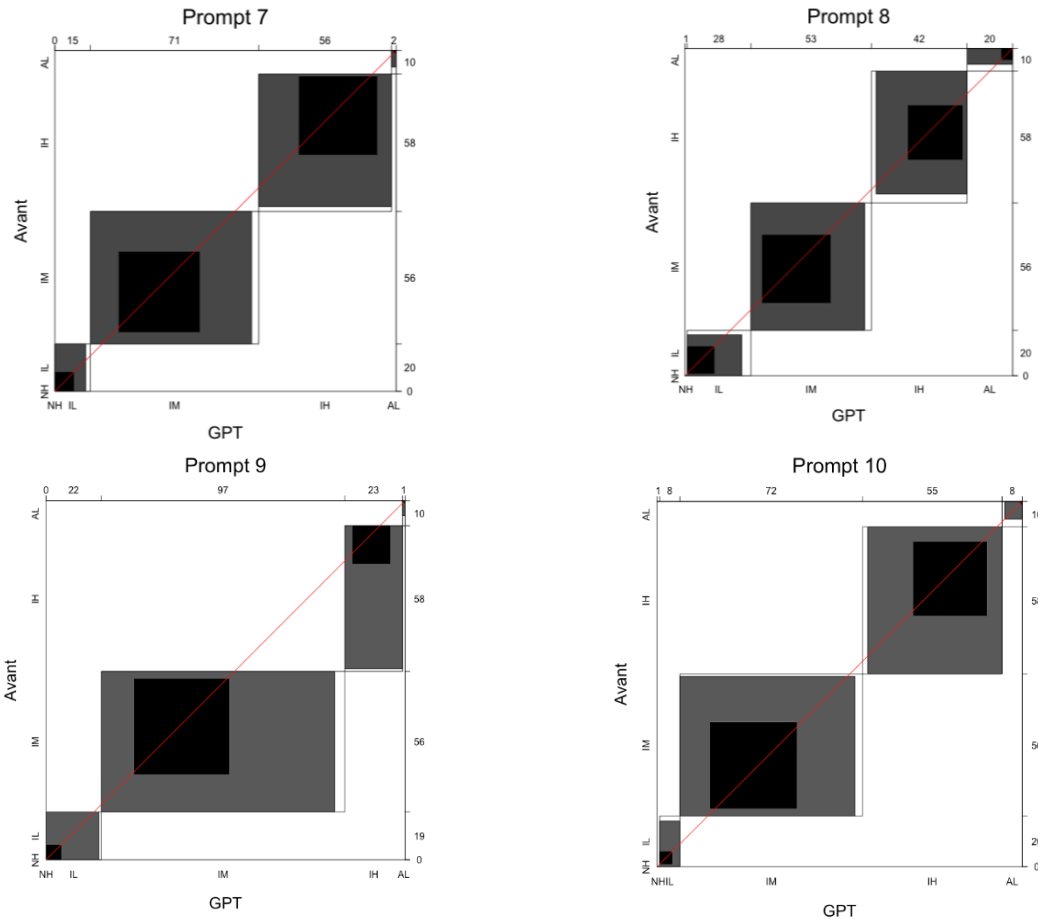 Prompt 7
0 15 71 56 2
AL 10
IH 58
Avant
IM 56
IL 20
NH 0
NH IL IM IH AL
GPT
Prompt 8
1 28 53 42 20
AL 10
IH 58
Avant
IM 56
IL 20
NH 0
NH IL IM IH AL
GPT
Prompt 9
0 22 97 23 1
AL 10
IH 58
Avant
IM 56
IL 19
NH 0
NH IL IM IH AL
GPT
Prompt 10
1 8 72 55 8
AL
IH
Avant
IM
IL
NH 0
NH IL IM IH AL
GPT